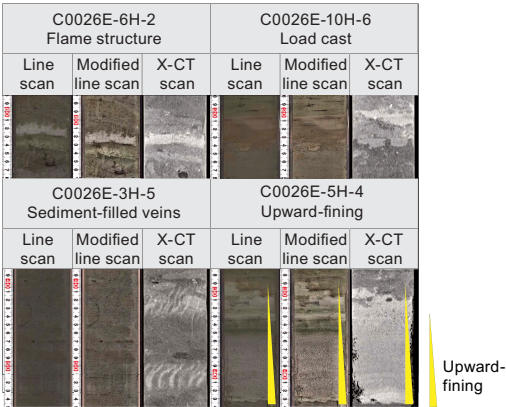 C0026E-6H-2
Flame structure
C0026E-10H-6
Load cast
Line scan
Modified line scan
X-CT scan
Line scan
Modified line scan
X-CT scan
C0026E-3H-5
Sediment-filled veins
C0026E-5H-4
Upward-fining
Line scan
Modified line scan
X-CT scan
Line scan
Modified line scan
X-CT scan
Upward-
fining